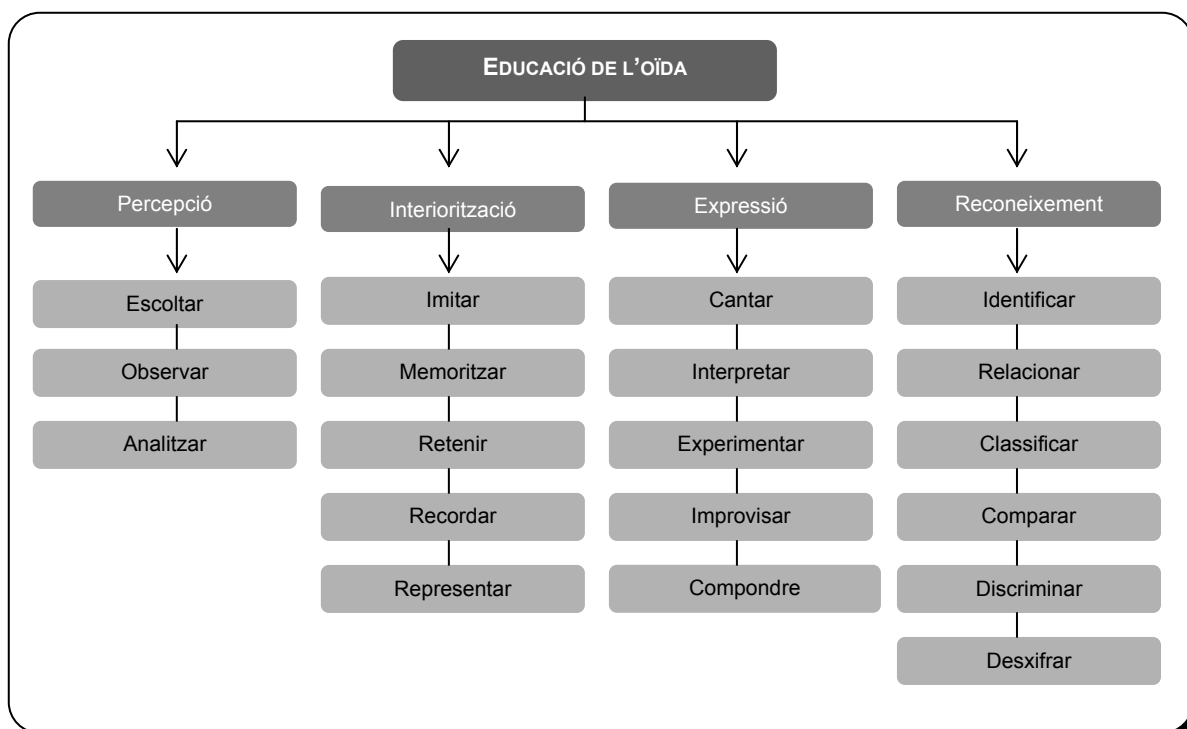 EDUCACIÓ DE L'OÏDA
Percepció
Escoltar
Observar
Analitzar
Interiorització
Imitar
Memoritzar
Retenir
Recordar
Representar
Expressió
Cantar
Interpretar
Experimentar
Improvisar
Compondre
Reconeixement
Identificar
Relacionar
Classificar
Comparar
Discriminar
Desxifrar